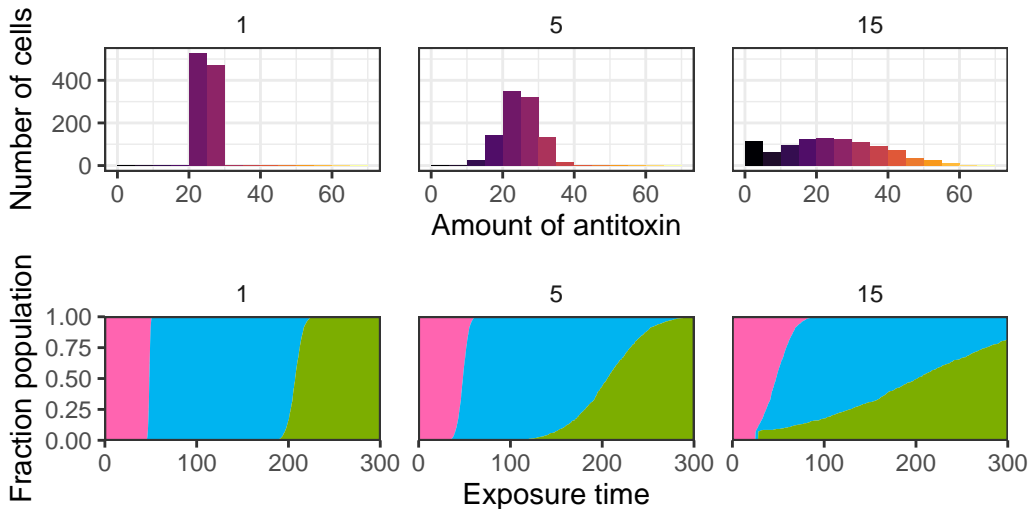 1 5 15
Number of cells
400
200
0
0 20 40 60 0 20 40 60 0 20 40 60
Amount of antitoxin
1 5 15
Fraction population
1.00
0.75
0.50
0.25
0.00
0 100 200 300 0 100 200 300 0 100 200 300
Exposure time